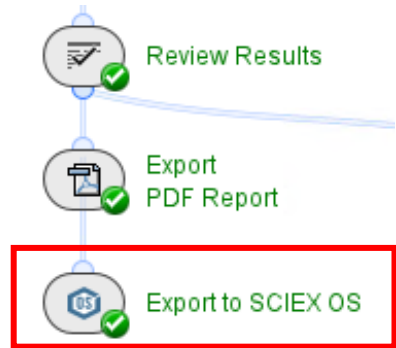 Review Results
Export
PDF Report
OS
Export to SCIEX OS